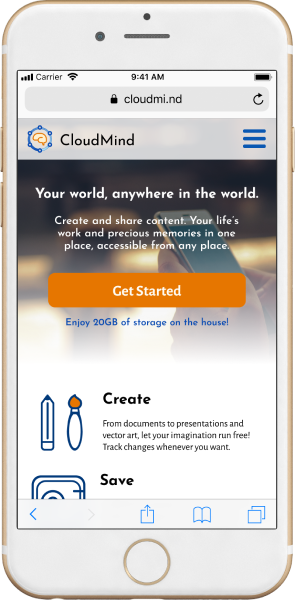 Carrier 9:41 AM
cloudmi.nd
CloudMind
Your world, anywhere in the world.
Create and share content. Your life's
work and precious memories in one
place, accessible from any place.
Get Started
Enjoy 20GB of storage on the house!
Create
From documents to presentations and
vector art, let your imagination run free!
Track changes whenever you want.
Save